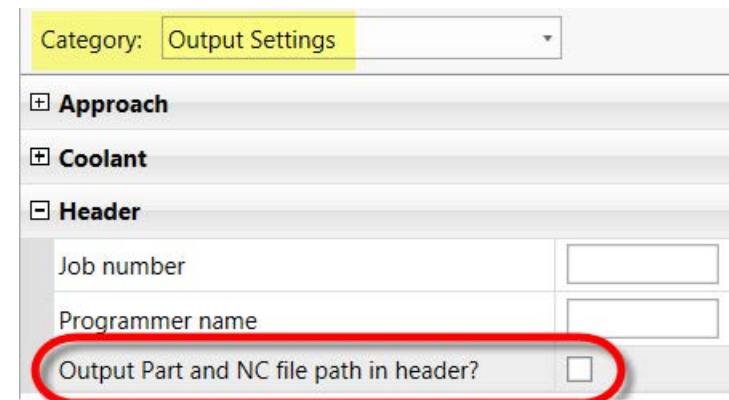 Category: Output Settings
Approach
Coolant
Header
Job number
Programmer name
Output Part and NC file path in header?